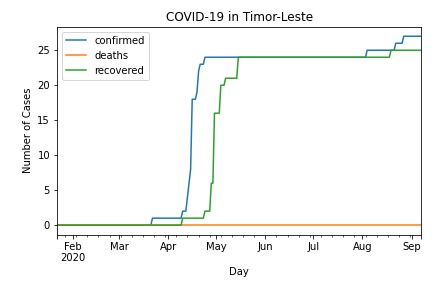 COVID-19 in Timor-Leste
confirmed
deaths
recovered
Number of Cases
25
20
15
10
5
0
Feb Mar Apr May Jun Jul Aug Sep
2020
Day